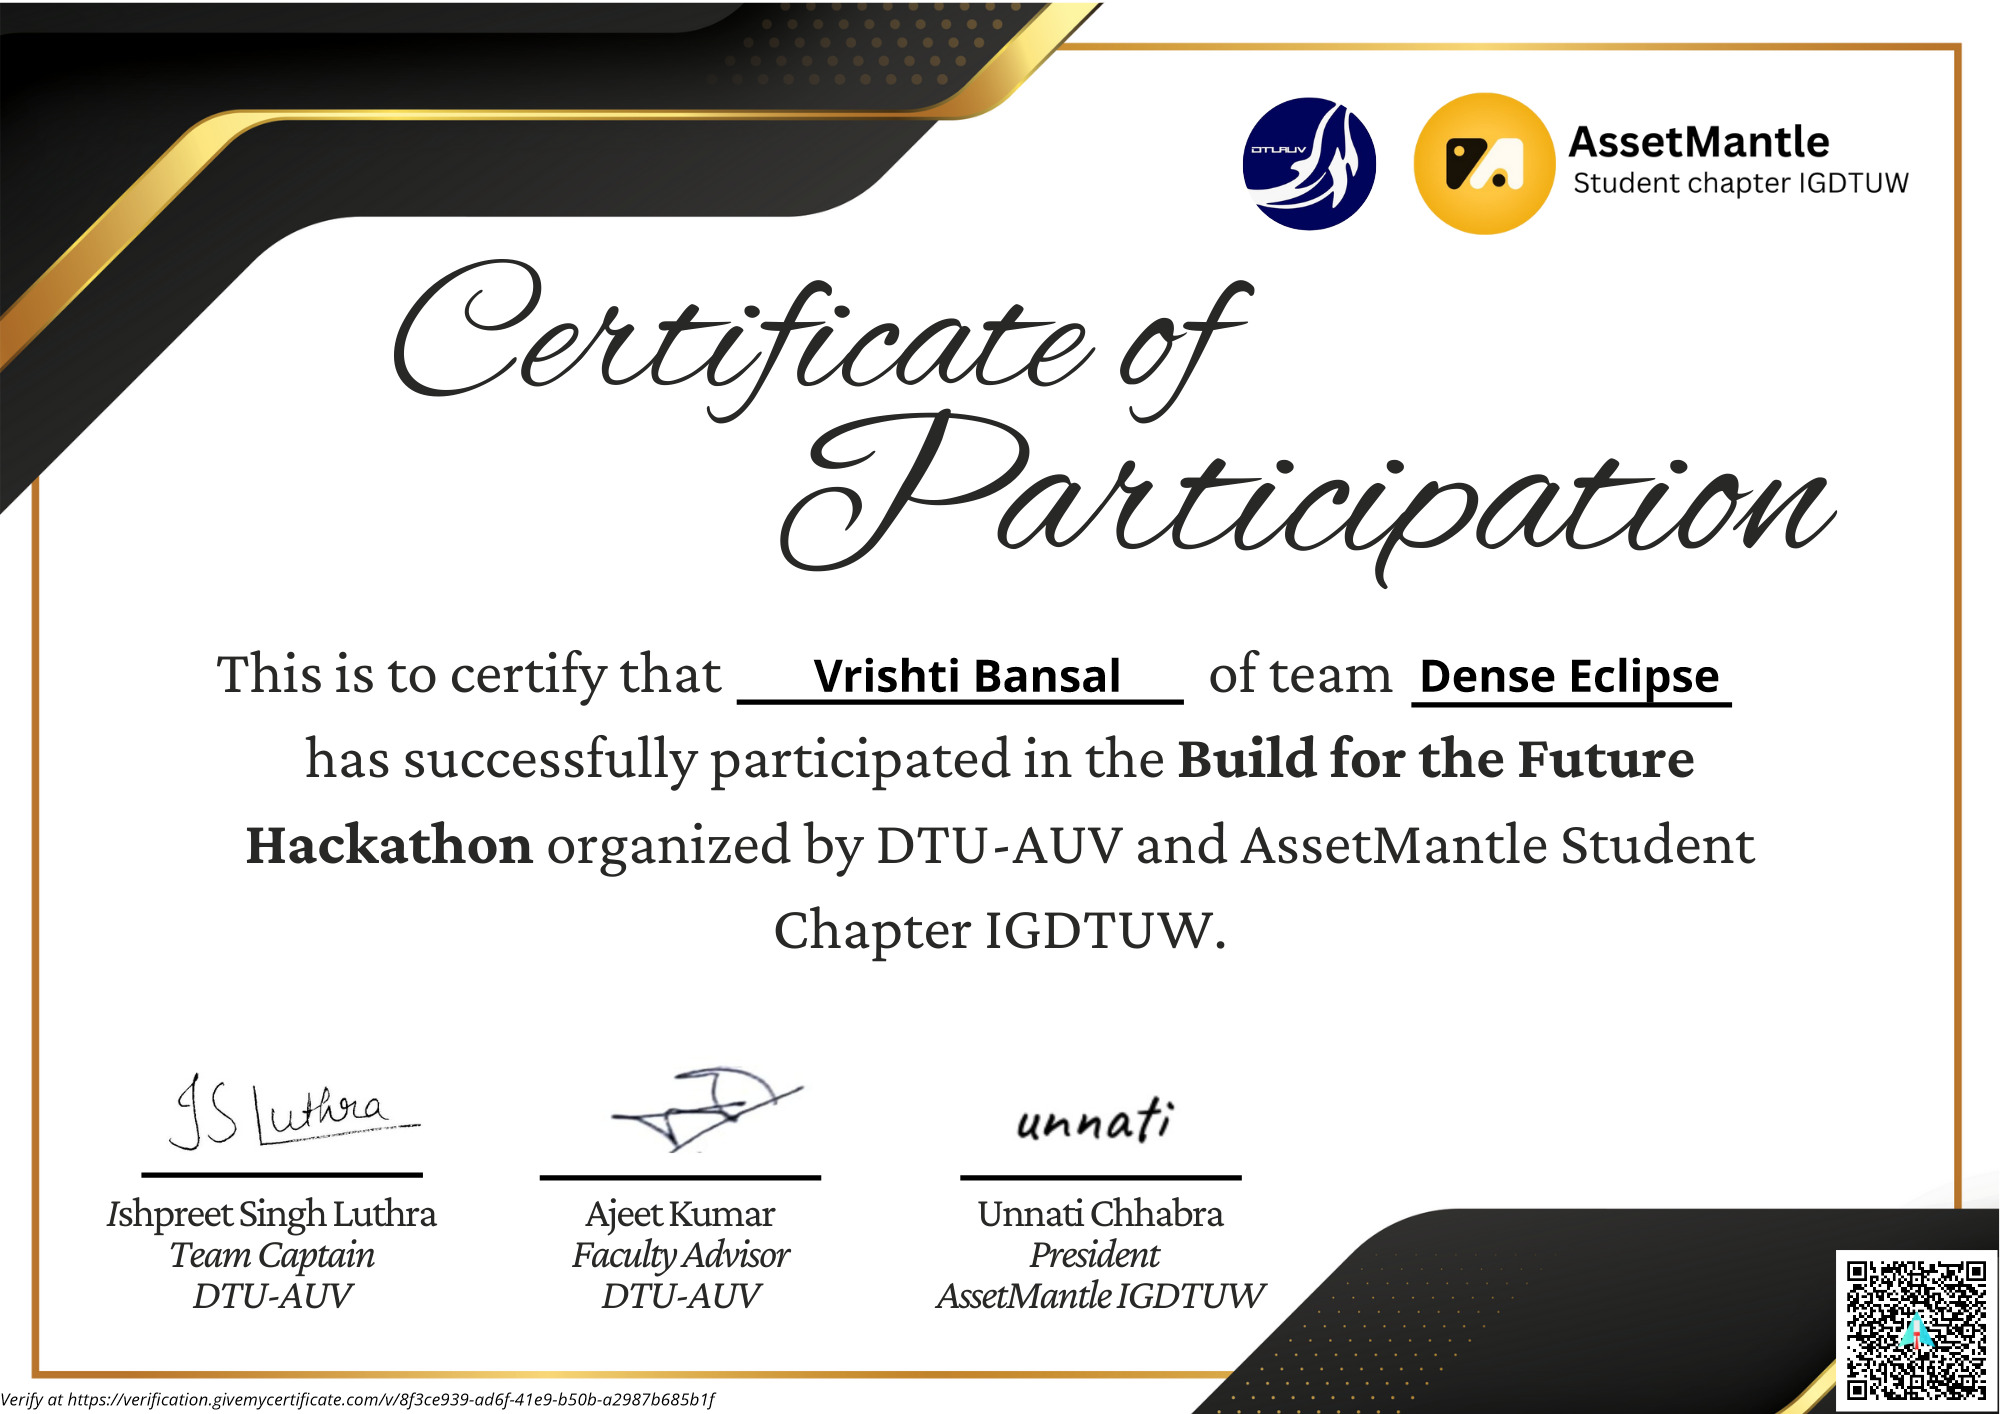 DTUAUV
AssetMantle
Student chapter IGDTUW
Certificate of
Participation
This is to certify that Vrishti Bansal of team Dense Eclipse
has successfully participated in the Build for the Future
Hackathon organized by DTU-AUV and AssetMantle Student
Chapter IGDTUW.
JS Luthra
unnati
Ishpreet Singh Luthra
Team Captain
DTU-AUV
Ajeet Kumar
Faculty Advisor
DTU-AUV
Unnati Chhabra
President
AssetMantle IGDTUW
Verify at https://verification.givemycertificate.com/v/8f3ce939-ad6f-41e9-b50b-a2987b685b1f